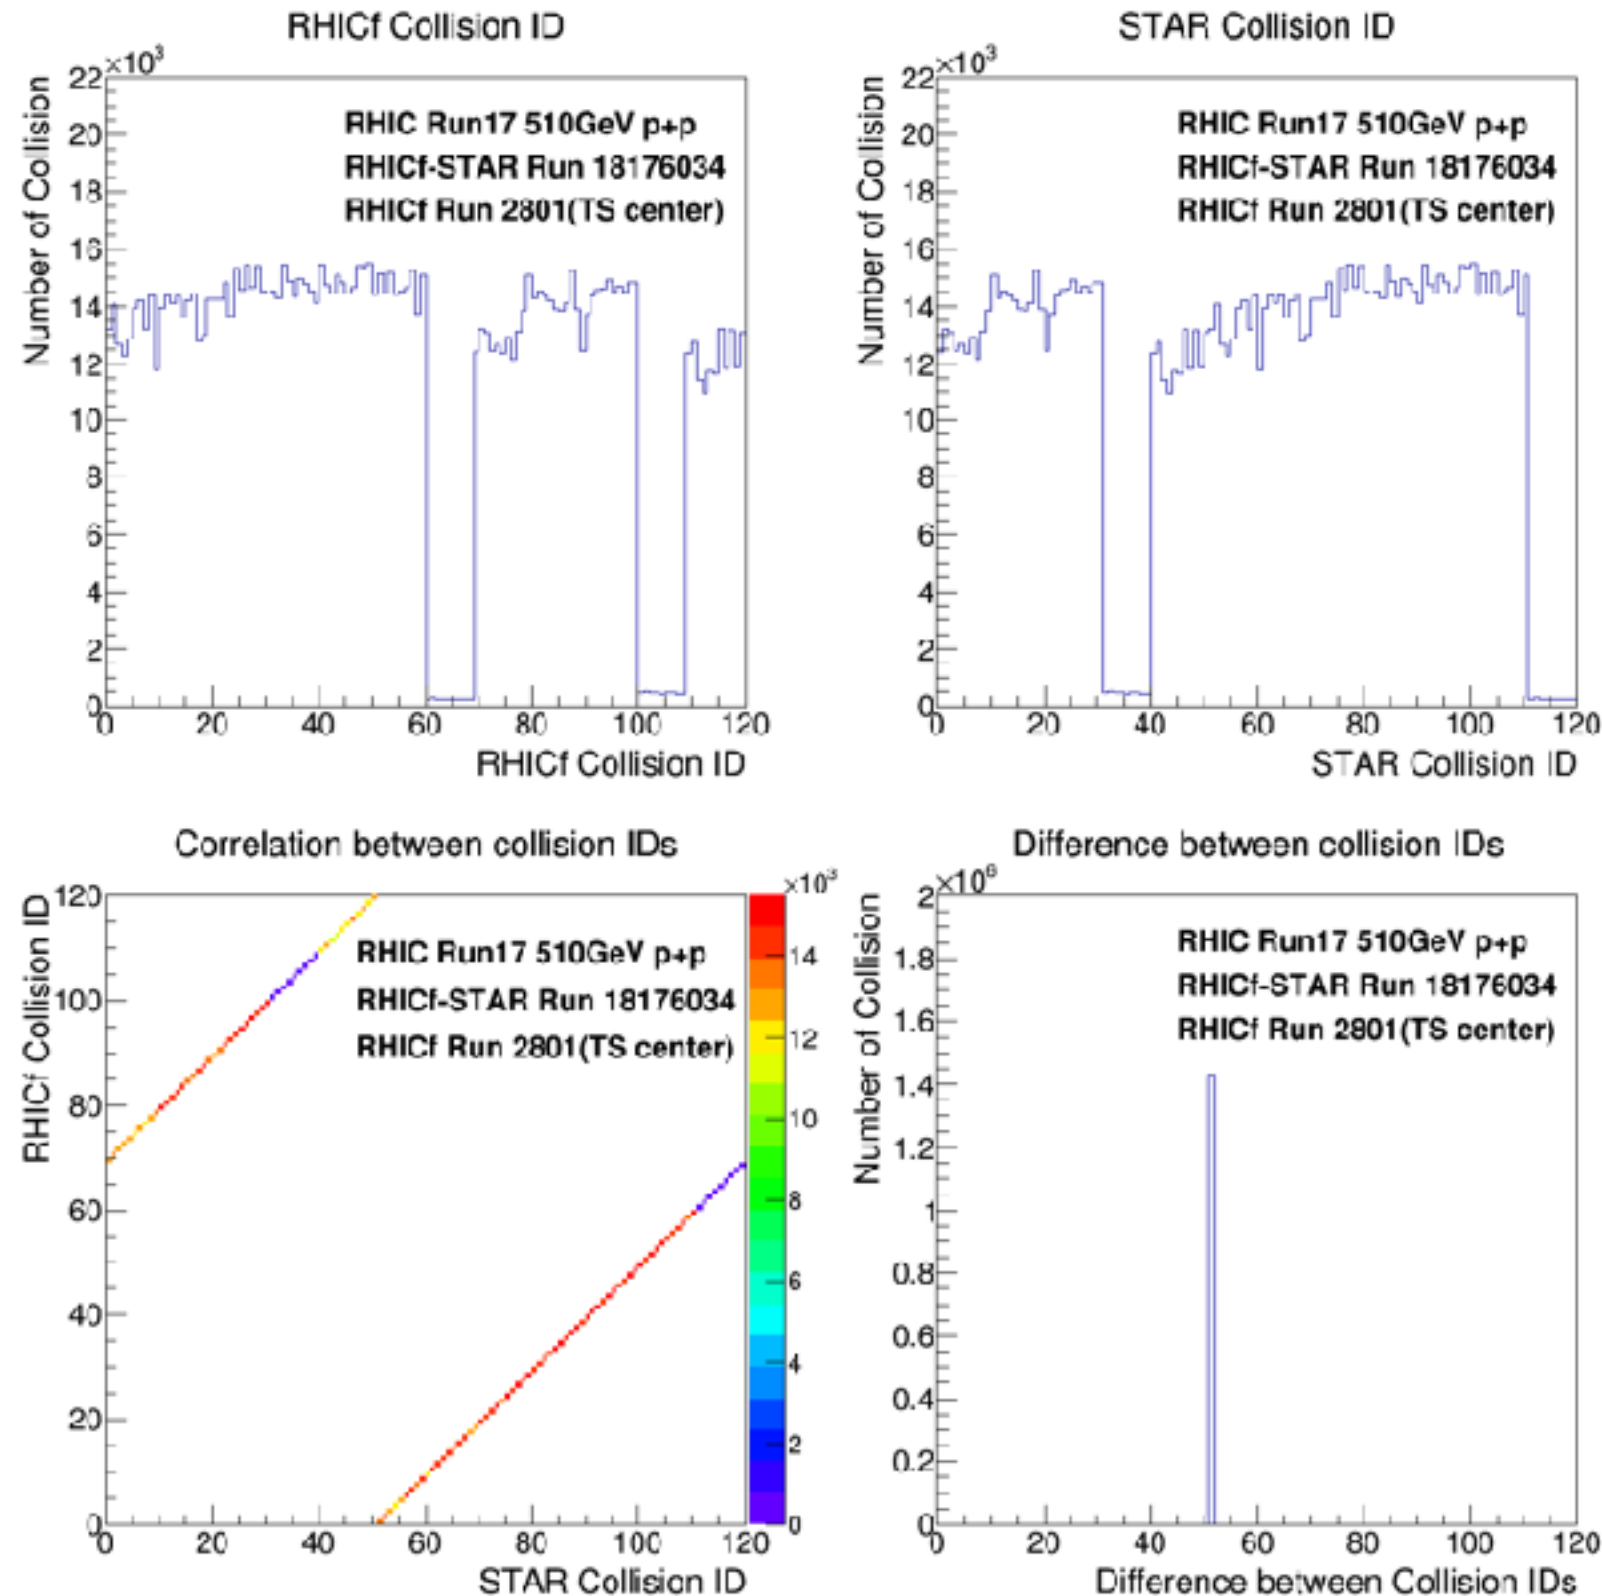 RHICf Collision ID
×10³
Number of Collision
22
20
18
16
14
12
10
8
6
4
2
0
RHIC Run17 510GeV p+p
RHICf-STAR Run 18176034
RHICf Run 2801(TS center)
0 20 40 60 80 100 120
RHICf Collision ID
STAR Collision ID
×10³
Number of Collision
22
20
18
16
14
12
10
8
6
4
2
0
RHIC Run17 510GeV p+p
RHICf-STAR Run 18176034
RHICf Run 2801(TS center)
0 20 40 60 80 100 120
STAR Collision ID
Correlation between collision IDs
×10³
RHICf Collision ID
120
100
80
60
40
20
0
RHIC Run17 510GeV p+p
RHICf-STAR Run 18176034
RHICf Run 2801(TS center)
14
12
10
8
6
4
2
0
0 20 40 60 80 100 120
STAR Collision ID
Difference between collision IDs
×10⁶
Number of Collision
2
1.8
1.6
1.4
1.2
1
0.8
0.6
0.4
0.2
0
RHIC Run17 510GeV p+p
RHICf-STAR Run 18176034
RHICf Run 2801(TS center)
0 20 40 60 80 100 120
Difference between Collision IDs